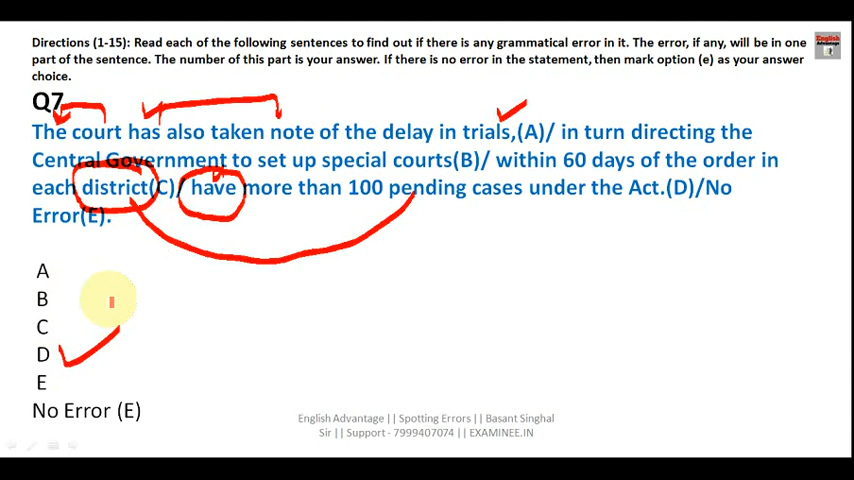 Directions (1-15): Read each of the following sentences to find out if there is any grammatical error in it. The error, if any, will be in one
part of the sentence. The number of this part is your answer. If there is no error in the statement, then mark option (e) as your answer
choice.
English
Advantage
Q7
The court has also taken note of the delay in trials,(A)/ in turn directing the
Central Government to set up special courts(B)/ within 60 days of the order in
each district(C)/ have more than 100 pending cases under the Act.(D)/No
Error(E).
A
B
C
D
E
No Error (E)
English Advantage || Spotting Errors || Basant Singhal
Sir || Support - 7999407074 || EXAMINEE.IN